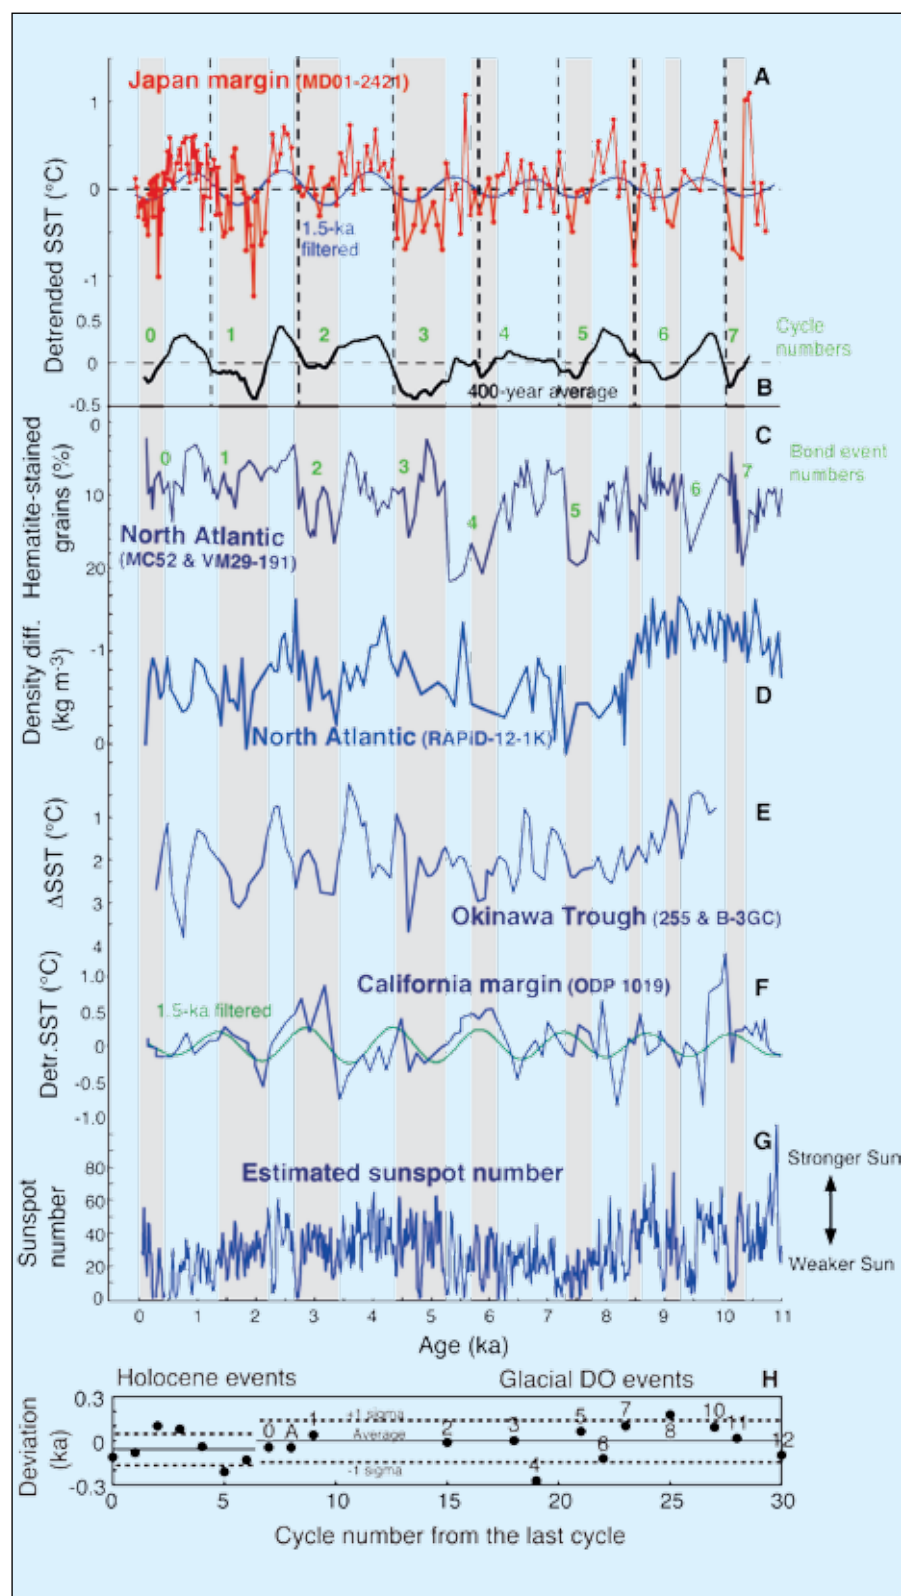 A
Japan margin (MD01-2421)
1
0
-1
Detrended SST (°C)
1.5-ka
filtered
0.5
0
-0.5
0 1 2 3 4 5 6 7
Cycle
numbers
400-year average
B
C
0
10
20
Hematite-stained
grains (%)
0 1 2 3 4 5 6 7
Bond event
numbers
North Atlantic
(MC52 & VM29-191)
Density diff.
(kg m-3)
-1
0
D
North Atlantic (RAPiD-12-1K)
ΔSST (°C)
1
2
3
4
E
Okinawa Trough (255 & B-3GC)
California margin (ODP 1019)
F
Detr.SST (°C)
1.0
0.5
0
-0.5
-1.0
1.5-ka filtered
G
Estimated sunspot number
Stronger Sun
Weaker Sun
Sunspot
number
80
60
40
20
0
0 1 2 3 4 5 6 7 8 9 10 11
Age (ka)
Holocene events
Glacial DO events
H
Deviation
(ka)
0.3
0
-0.3
+1 sigma
Average
-1 sigma
0 A 1 2 3 4 5 6 7 8 10 11 12
0 5 10 15 20 25 30
Cycle number from the last cycle